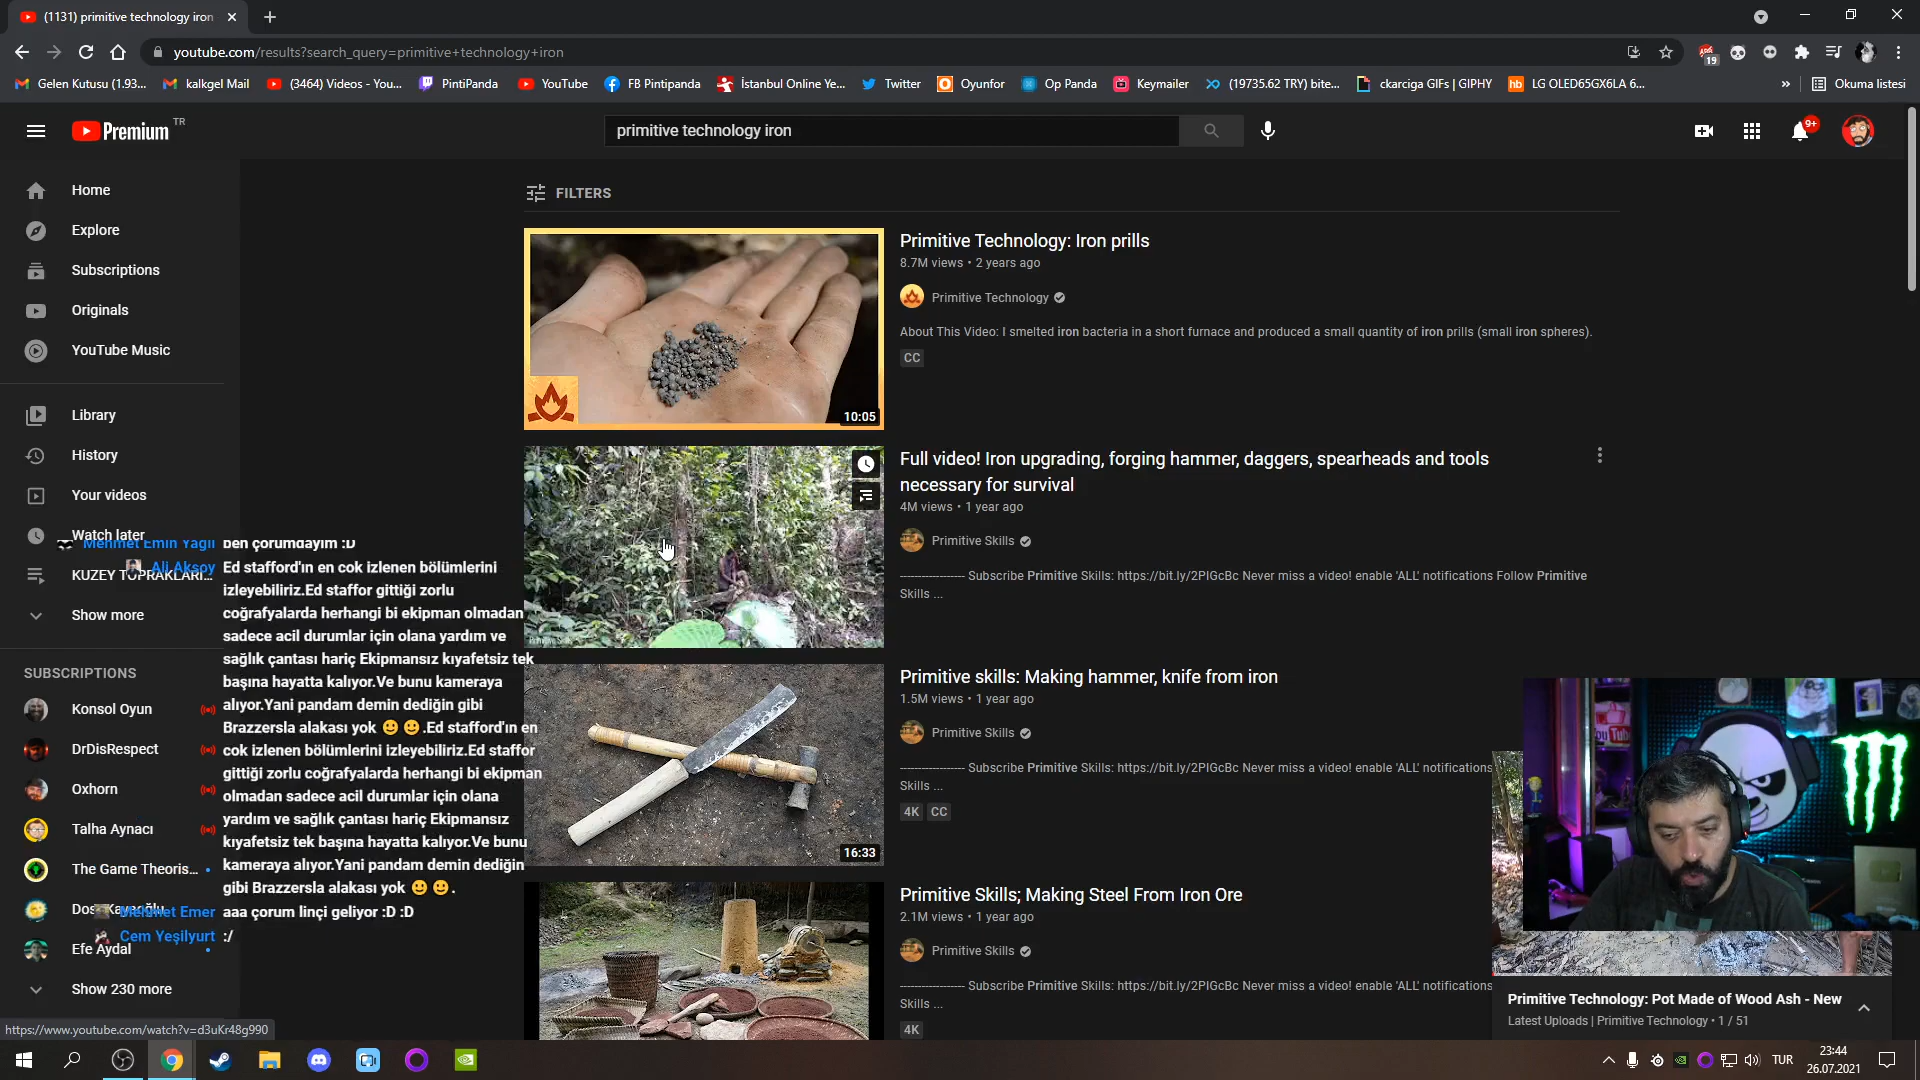 (1131) primitive technology iron
youtube.com/results?search_query=primitive+technology+iron
19
Gelen Kutusu (1.93...
kalkgel Mail
(3464) Videos - You...
PintiPanda
YouTube
FB Pintipanda
İstanbul Online Ye...
Twitter
Oyunfor
Op Panda
Keymailer
(19735.62 TRY) bite...
ckarciga GIFs | GIPHY
hb
LG OLED65GX6LA 6...
»
Okuma listesi
Premium
TR
primitive technology iron
9+
Home
Explore
Subscriptions
Originals
YouTube Music
Library
History
Your videos
Watch later
KUZEY TOPRAKLARI...
Show more
SUBSCRIPTIONS
Konsol Oyun
DrDisRespect
Oxhorn
Talha Aynacı
The Game Theoris...
Efe Aydal
Show 230 more
Mehmet Emin Yağlı ben çorumdayım :D
Ali Aksoy Ed stafford'ın en cok izlenen bölümlerini
izleyebiliriz.Ed staffor gittiği zorlu
coğrafyalarda herhangi bi ekipman olmadan
sadece acil durumlar için olana yardım ve
sağlık çantası hariç Ekipmansız kıyafetsiz tek
başına hayatta kalıyor.Ve bunu kameraya
alıyor.Yani pandam demin dediğin gibi
Brazzersla alakası yok 😀 😀.Ed stafford'ın en
cok izlenen bölümlerini izleyebiliriz.Ed staffor
gittiği zorlu coğrafyalarda herhangi bi ekipman
olmadan sadece acil durumlar için olana
yardım ve sağlık çantası hariç Ekipmansız
kıyafetsiz tek başına hayatta kalıyor.Ve bunu
kameraya alıyor.Yani pandam demin dediğin
gibi Brazzersla alakası yok 😀 😀.
Mehmet Emer aaa çorum linçi geliyor :D :D
Cem Yeşilyurt :/
FILTERS
10:05
Primitive Technology: Iron prills
8.7M views • 2 years ago
Primitive Technology
About This Video: I smelted iron bacteria in a short furnace and produced a small quantity of iron prills (small iron spheres).
CC
Full video! Iron upgrading, forging hammer, daggers, spearheads and tools
necessary for survival
4M views • 1 year ago
Primitive Skills
----------------- Subscribe Primitive Skills: https://bit.ly/2PIGcBc Never miss a video! enable 'ALL' notifications Follow Primitive
Skills ...
16:33
Primitive skills: Making hammer, knife from iron
1.5M views • 1 year ago
Primitive Skills
----------------- Subscribe Primitive Skills: https://bit.ly/2PIGcBc Never miss a video! enable 'ALL' notifications
Skills ...
4K
CC
Primitive Skills; Making Steel From Iron Ore
2.1M views • 1 year ago
Primitive Skills
----------------- Subscribe Primitive Skills: https://bit.ly/2PIGcBc Never miss a video! enable 'ALL' notifications
Skills ...
4K
Primitive Technology: Pot Made of Wood Ash - New
Latest Uploads | Primitive Technology • 1 / 51
https://www.youtube.com/watch?v=d3uKr48g990
TUR
23:44
26.07.2021